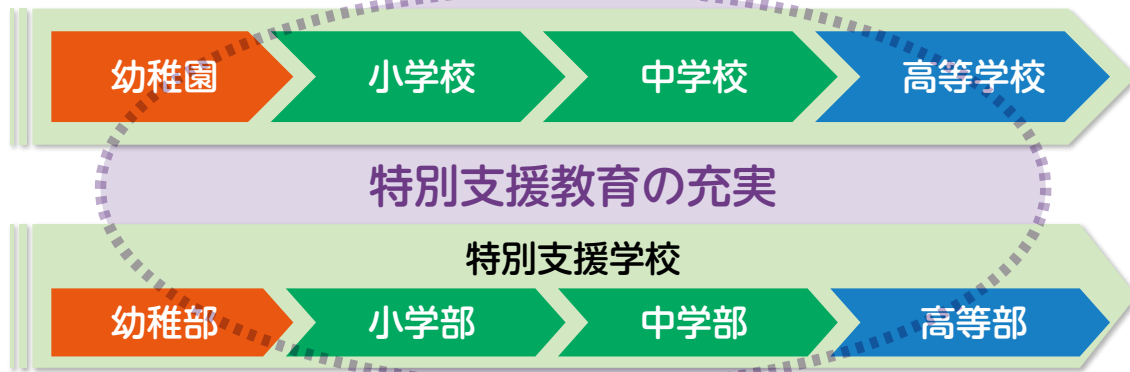 幼稚園 小学校 中学校 高等学校
特別支援教育の充実
特別支援学校
幼稚部 小学部 中学部 高等部